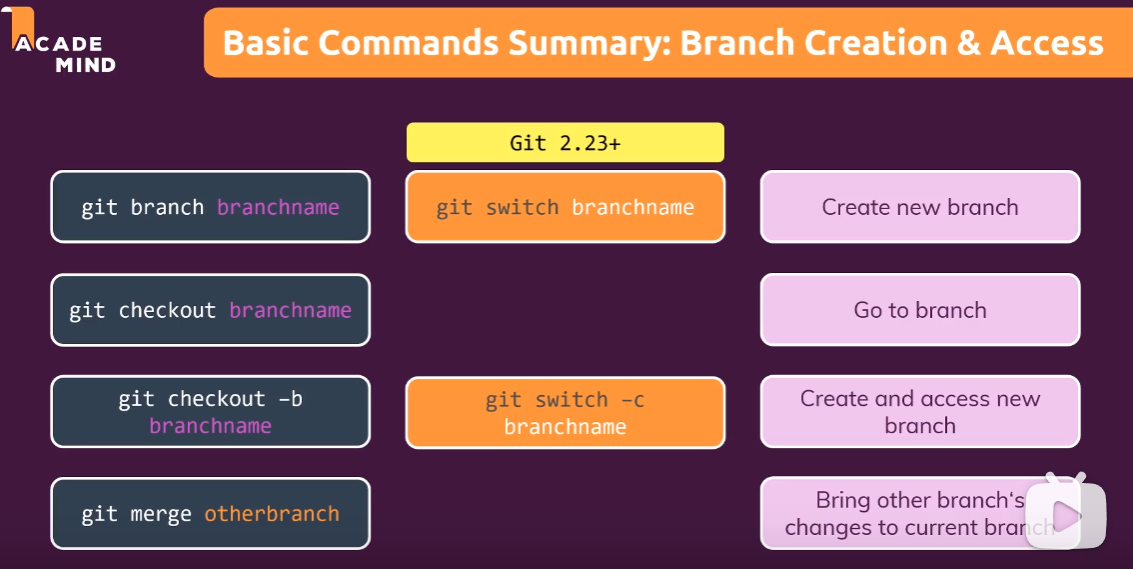 ACADE
MIND
Basic Commands Summary: Branch Creation & Access
Git 2.23+
git branch branchname
git switch branchname
Create new branch
git checkout branchname
Go to branch
git checkout –b
branchname
git switch –c
branchname
Create and access new
branch
git merge otherbranch
Bring other branch‘s
changes to current branch